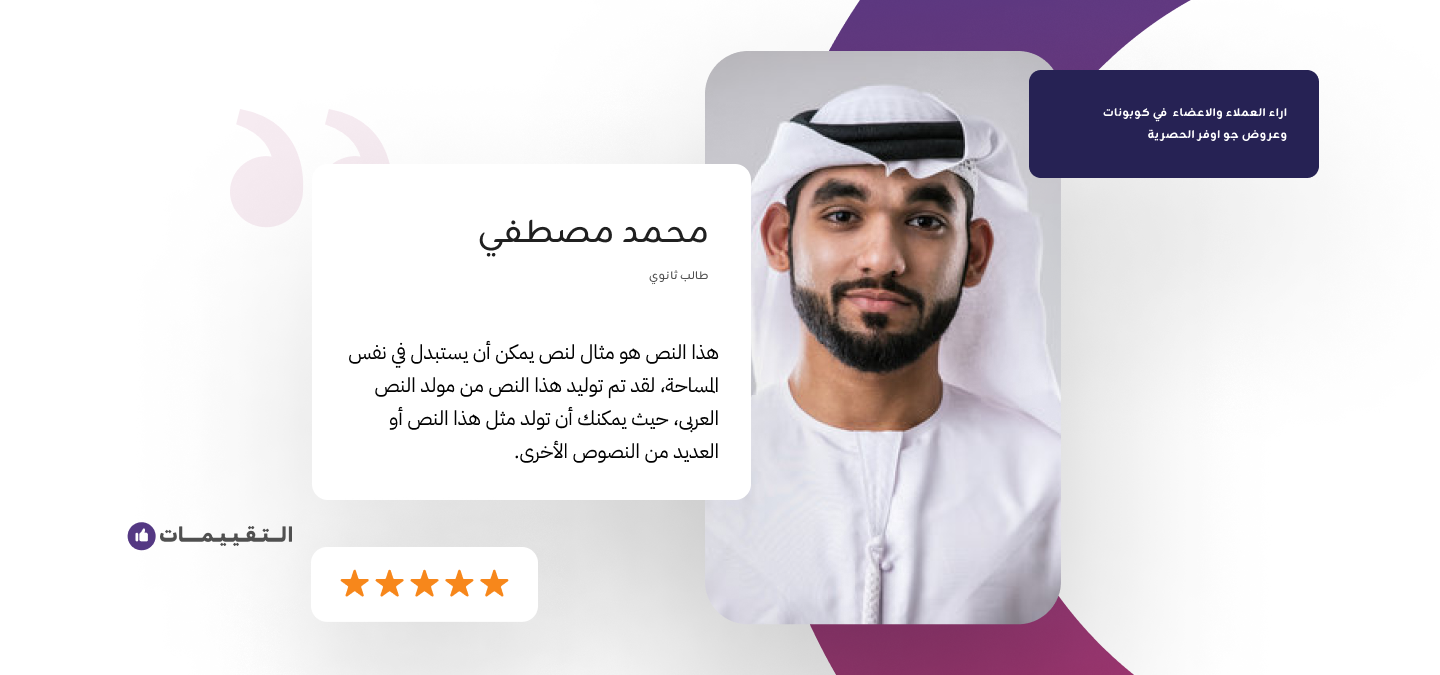 اراء العملاء والاعضاء في كوبونات
وعروض جو اوفر الحصرية
محمد مصطفي
طالب ثانوي
هذا النص هو مثال لنص يمكن أن يستبدل في نفس
المساحة، لقد تم توليد هذا النص من مولد النص
العربى، حيث يمكنك أن تولد مثل هذا النص أو
العديد من النصوص الأخرى.
الـتـقـيـيـمـات